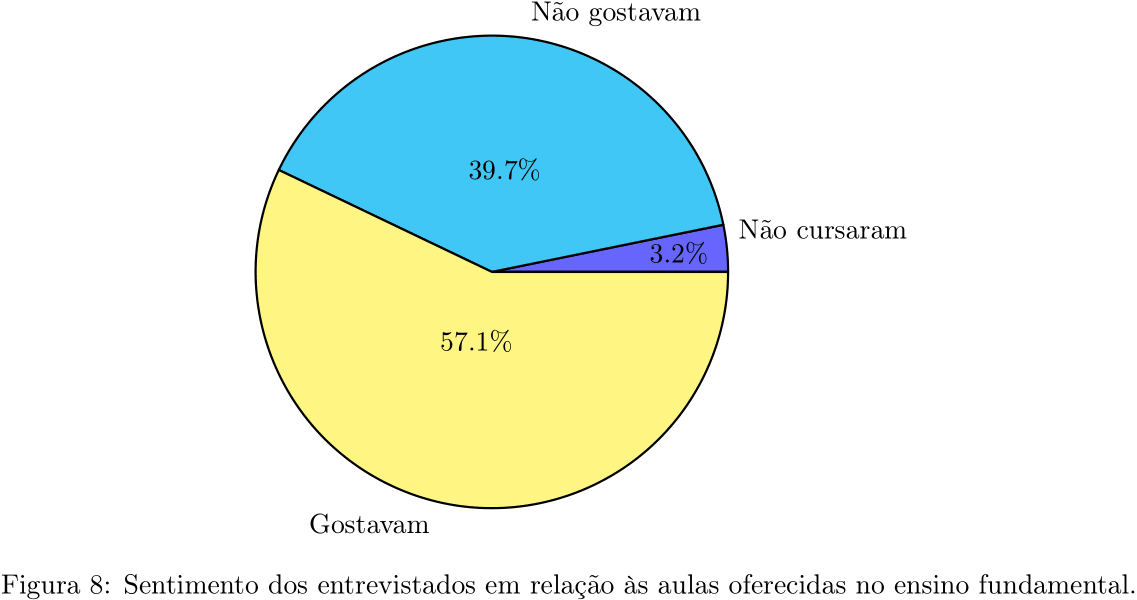 Não gostavam
39.7%
Não cursaram
3.2%
57.1%
Gostavam
Figura 8: Sentimento dos entrevistados em relação às aulas oferecidas no ensino fundamental.